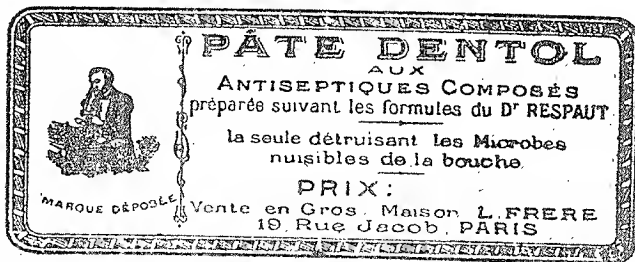 PÂTE DENTOL
AUX
ANTISEPTIQUES COMPOSÉS
préparée suivant les formules du Dr RESPAUT
la seule détruisant les Microbes
nuisibles de la bouche
PRIX:
Vente en Gros. Maison L. FRERE
19. Rue Jacob. PARIS
MARQUE DÉPOSÉE